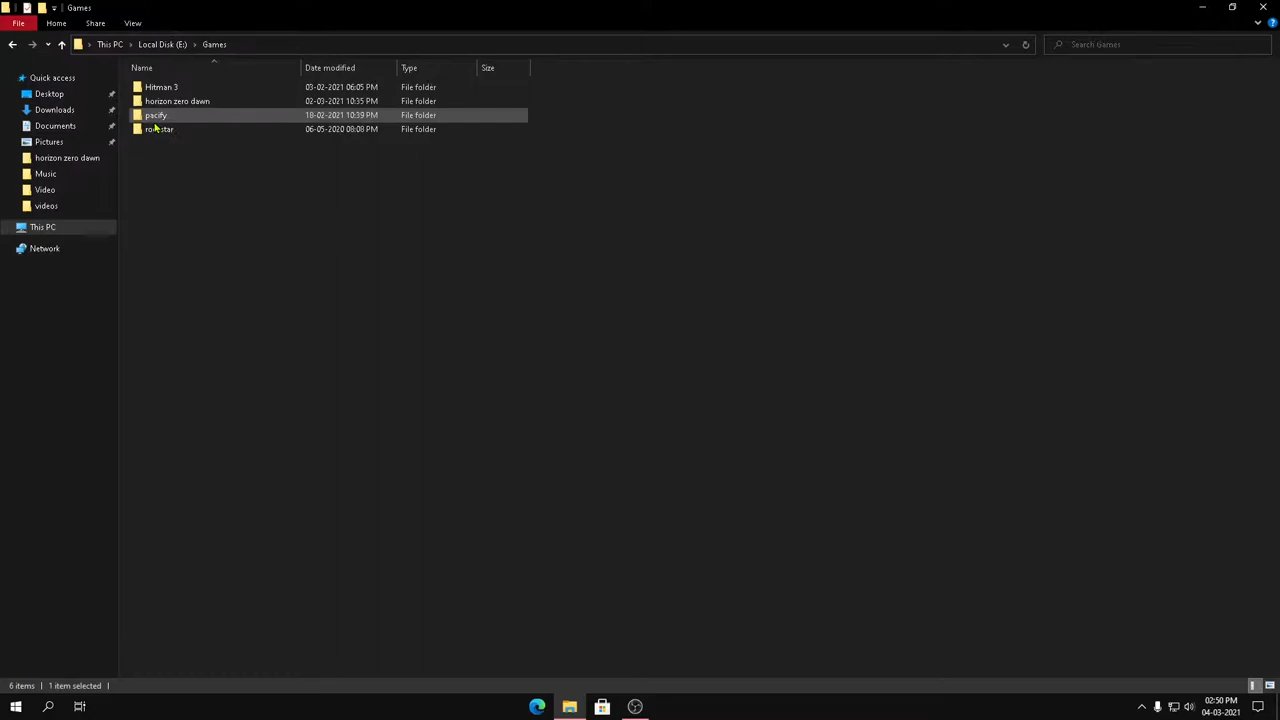 Games
File Home Share View
This PC Local Disk (E:) Games Search Games
Name Date modified Type Size
Quick access
Desktop
Downloads
Documents
Pictures
horizon zero dawn
Music
Video
videos
This PC
Network
Hitman 3 03-02-2021 06:05 PM File folder
horizon zero dawn 02-03-2021 10:35 PM File folder
pacify 18-02-2021 10:39 PM File folder
06-05-2020 08:08 PM File folder
6 items 1 item selected
02:50 PM
04-03-2021